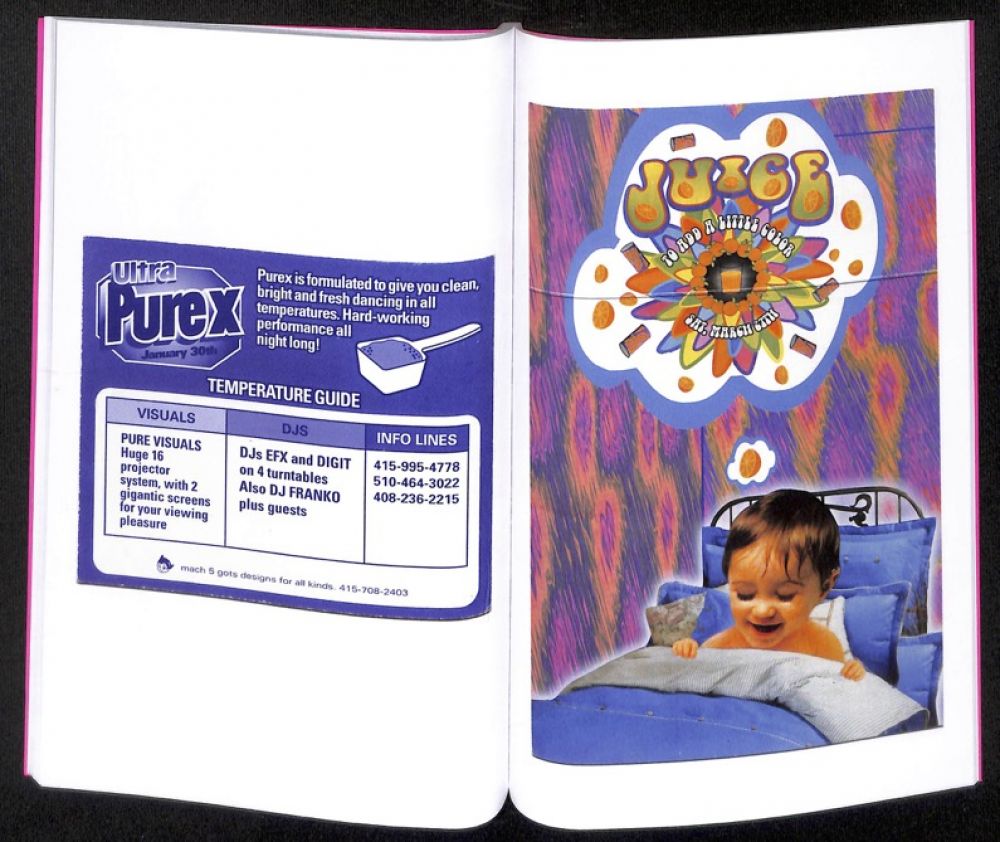 Ultra
Purex
January 30th
Purex is formulated to give you clean,
bright and fresh dancing in all
temperatures. Hard-working
performance all
night long!
TEMPERATURE GUIDE
VISUALS
PURE VISUALS
Huge 16
projector
system, with 2
gigantic screens
for your viewing
pleasure
DJS
DJs EFX and DIGIT
on 4 turntables
Also DJ FRANKO
plus guests
INFO LINES
415-995-4778
510-464-3022
408-236-2215
mach 5 gots designs for all kinds. 415-708-2403
JUICE
TO ADD A LITTLE COLOR
SAT, MARCH